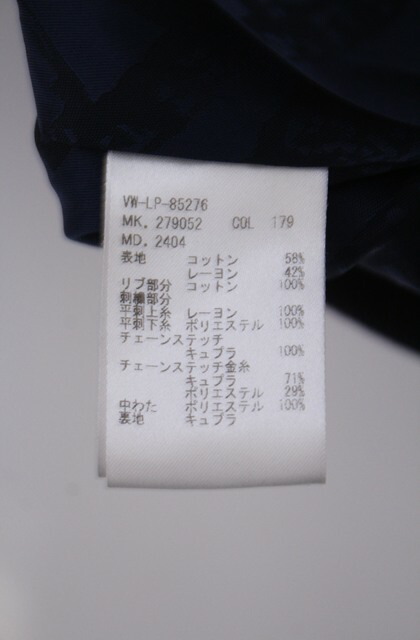 VW-LP-85276
MK. 279052 COL 179
MD. 2404
表地 コットン 58%
レーヨン 42%
リブ部分 コットン 100%
刺繍部分
平刺上糸 レーヨン 100%
平刺下糸 ポリエステル 100%
チェーンステッチ
キュプラ 100%
チェーンステッチ金糸
キュプラ 71%
ポリエステル 29%
中わた ポリエステル 100%
裏地 キュプラ